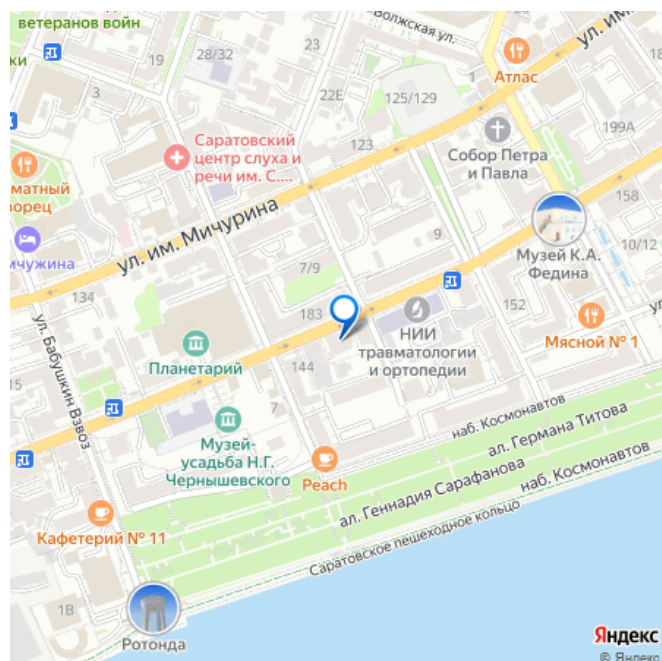 ветеранов войн
Волжская ул.
ул. им.
23
28/32
19
Атлас
1
22Е
125/129
199А
Саратовский
центр слуха и
речи им. С....
123
Собор Петра
и Павла
158
ул. им. Мичурина
9
10/12
Музей К.А.
Федина
7/9
134
152
183
НИИ
травматологии
и ортопедии
Мясной № 1
Планетарий
144
ул. Бабушкин Взвоз
15
7
наб. Космонавтов
ал. Германа Титова
Музей-
усадьба Н.Г.
Чернышевского
Peach
наб. Космонавтов
ал. Геннадия Сарафанова
Кафетерий № 11
Саратовское пешеходное кольцо
1В
Ротонда
Яндекс
© Яндекс